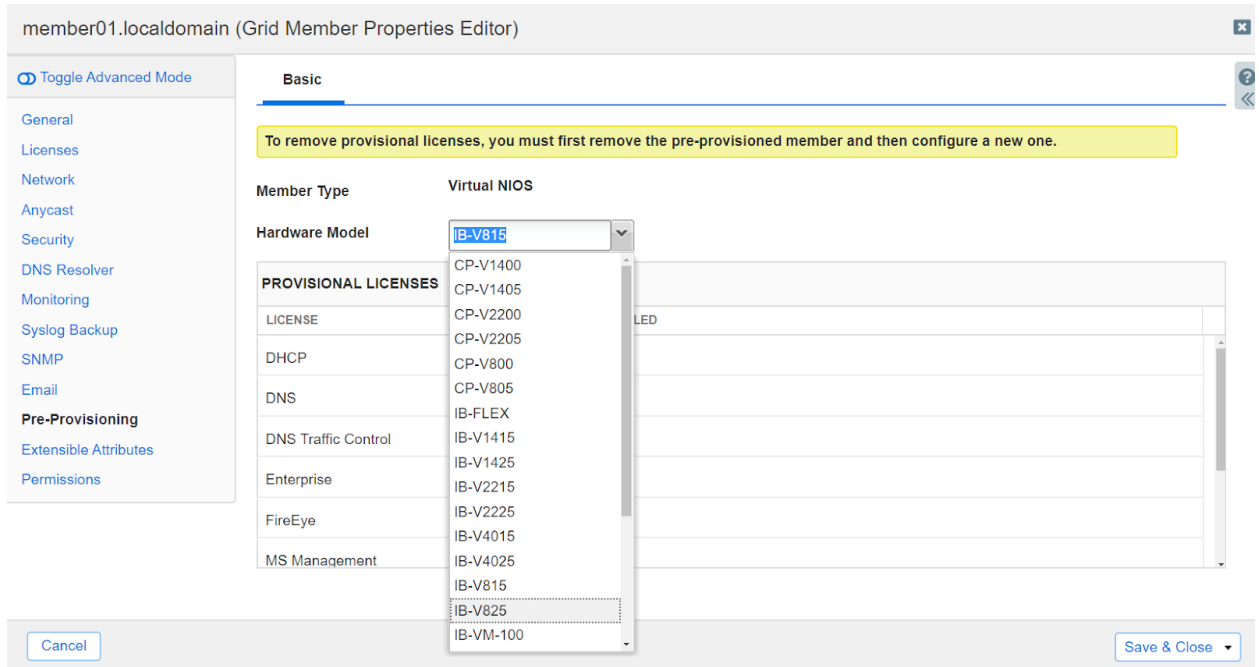 member01.localdomain (Grid Member Properties Editor)
Toggle Advanced Mode
General
Licenses
Network
Anycast
Security
DNS Resolver
Monitoring
Syslog Backup
SNMP
Email
Pre-Provisioning
Extensible Attributes
Permissions
Basic
To remove provisional licenses, you must first remove the pre-provisioned member and then configure a new one.
Member Type Virtual NIOS
Hardware Model IB-V815
CP-V1400
CP-V1405
CP-V2200
CP-V2205
CP-V800
CP-V805
IB-FLEX
IB-V1415
IB-V1425
IB-V2215
IB-V2225
IB-V4015
IB-V4025
IB-V815
IB-V825
IB-VM-100
PROVISIONAL LICENSES
LICENSE LED
DHCP
DNS
DNS Traffic Control
Enterprise
FireEye
MS Management
Cancel
Save & Close